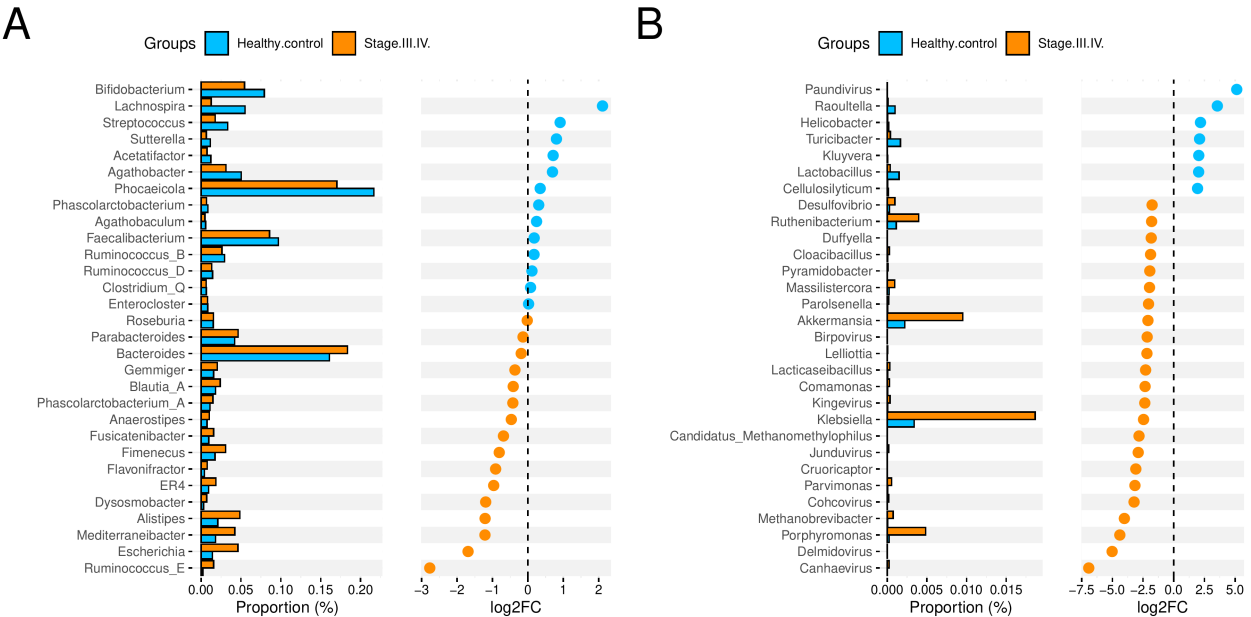 A
Groups Healthy.control Stage.III.IV.
Bifidobacterium
Lachnospira
Streptococcus
Sutterella
Acetatifactor
Agathobacter
Phocaeicola
Phascolarctobacterium
Agathobaculum
Faecalibacterium
Ruminococcus_B
Ruminococcus_D
Clostridium_Q
Enterocloster
Roseburia
Parabacteroides
Bacteroides
Gemmiger
Blautia_A
Phascolarctobacterium_A
Anaerostipes
Fusicatenibacter
Fimenecus
Flavonifractor
ER4
Dysosmobacter
Alistipes
Mediterraneibacter
Escherichia
Ruminococcus_E
0.00 0.05 0.10 0.15 0.20
Proportion (%)
−3 −2 −1 0 1 2
log2FC
B
Groups Healthy.control Stage.III.IV.
Paundivirus
Raoultella
Helicobacter
Turicibacter
Kluyvera
Lactobacillus
Cellulosilyticum
Desulfovibrio
Ruthenibacterium
Duffyella
Cloacibacillus
Pyramidobacter
Massilistercora
Parolsenella
Akkermansia
Birpovirus
Lelliottia
Lacticaseibacillus
Comamonas
Kingevirus
Klebsiella
Candidatus_Methanomethylophilus
Junduvirus
Cruoricaptor
Parvimonas
Cohcovirus
Methanobrevibacter
Porphyromonas
Delmidovirus
Canhaevirus
0.000 0.005 0.010 0.015
Proportion (%)
−7.5 −5.0 −2.5 0.0 2.5 5.0
log2FC